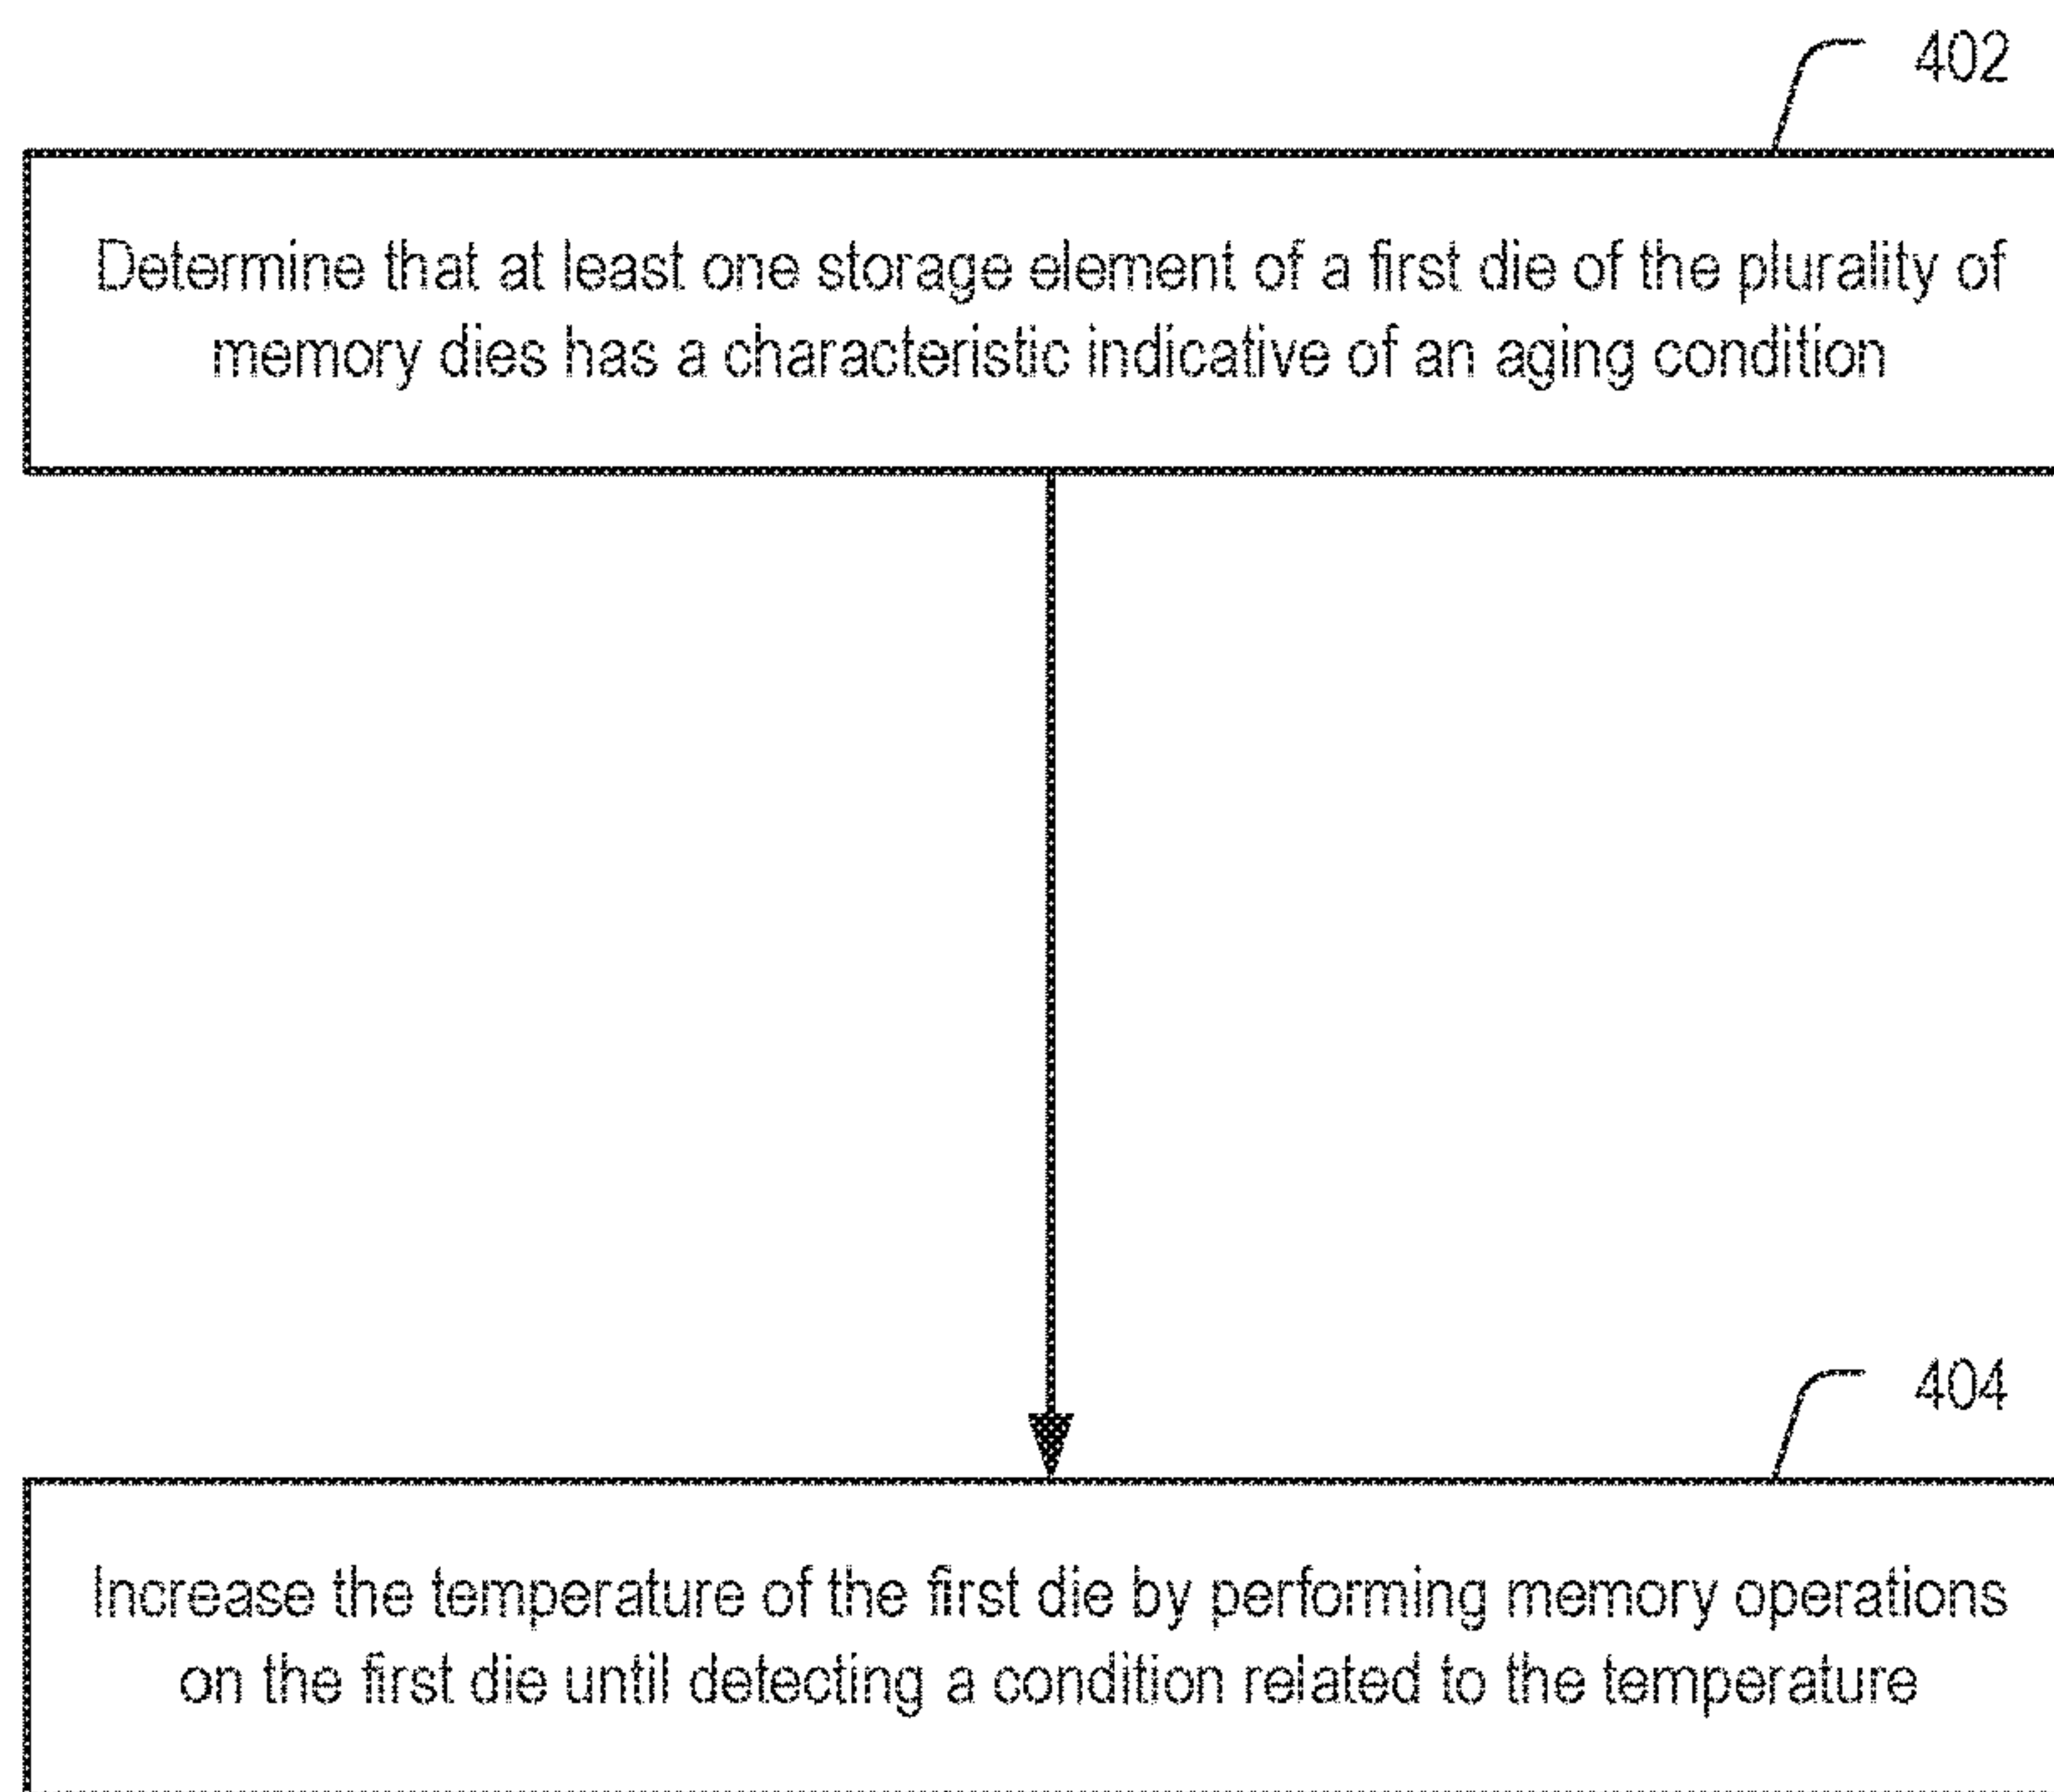 402
Determine that at least one storage element of a first die of the plurality of
memory dies has a characteristic indicative of an aging condition
404
Increase the temperature of the first die by performing memory operations
on the first die until detecting a condition related to the temperature